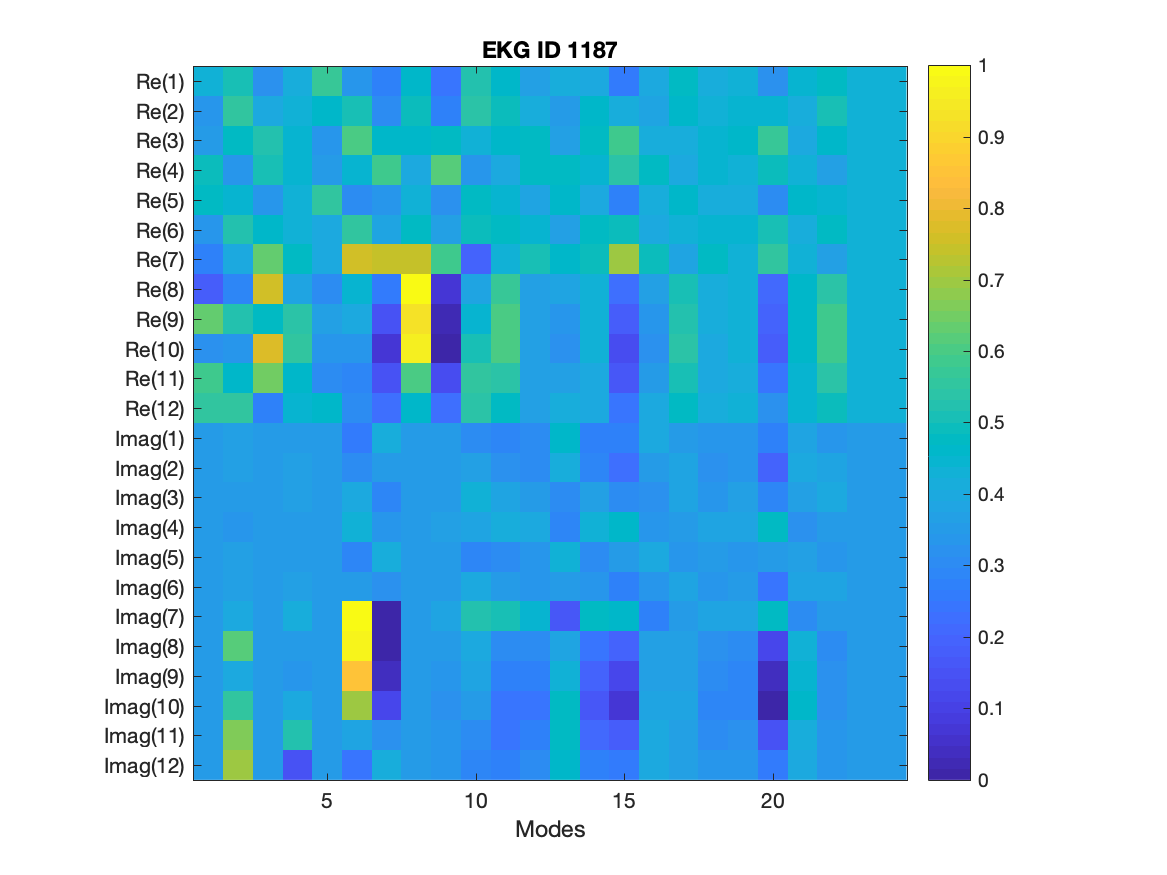 EKG ID 1187
Re(1)
Re(2)
Re(3)
Re(4)
Re(5)
Re(6)
Re(7)
Re(8)
Re(9)
Re(10)
Re(11)
Re(12)
Imag(1)
Imag(2)
Imag(3)
Imag(4)
Imag(5)
Imag(6)
Imag(7)
Imag(8)
Imag(9)
Imag(10)
Imag(11)
Imag(12)
5 10 15 20
Modes
1
0.9
0.8
0.7
0.6
0.5
0.4
0.3
0.2
0.1
0